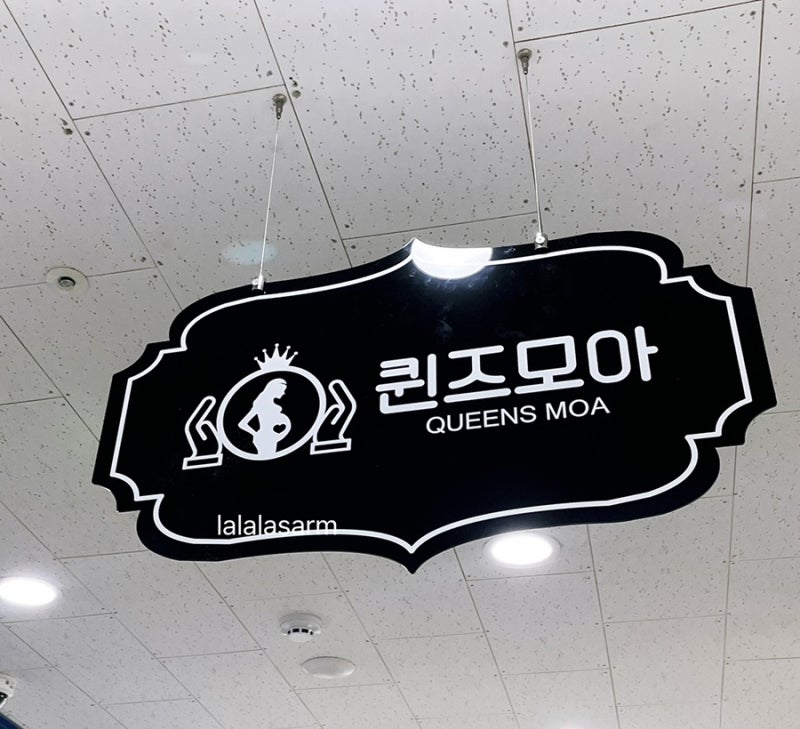 퀸즈모아
QUEENS MOA
lalalasarm